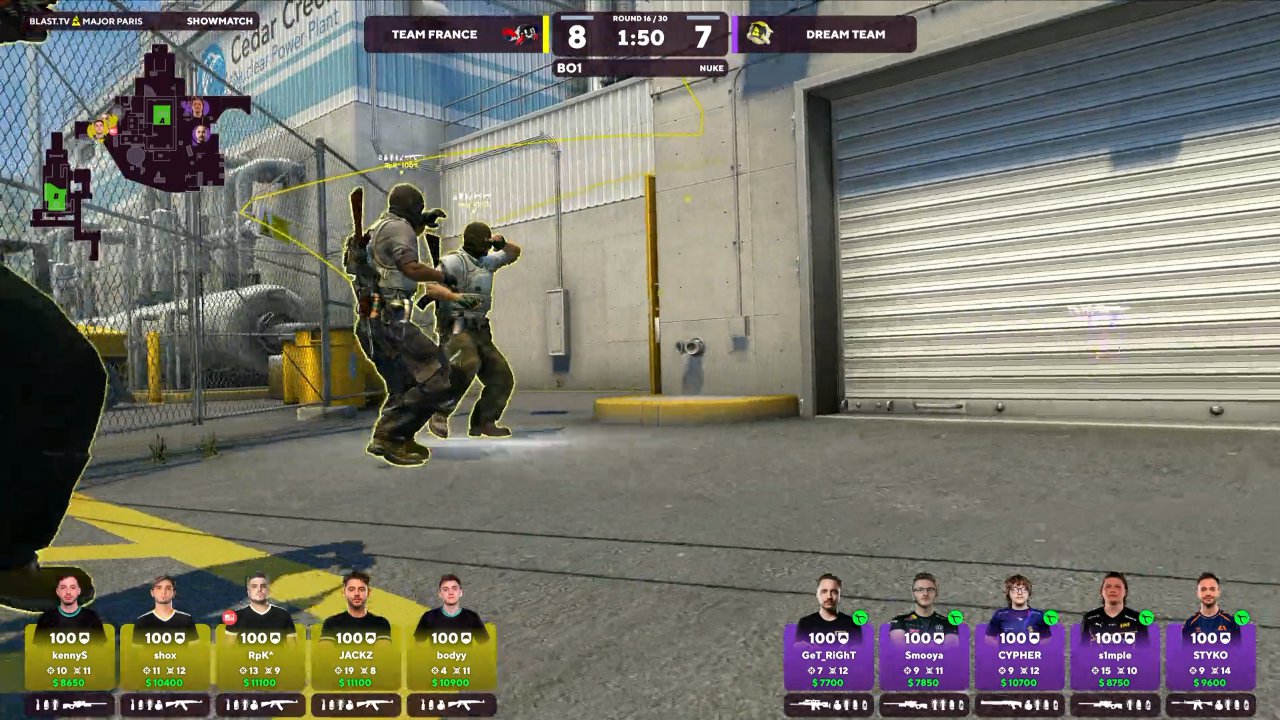 BLAST.TV MAJOR PARIS
SHOWMATCH
Cedar Cree
Nuclear Power Plant
TEAM FRANCE
8
ROUND 16 / 30
1:50
7
DREAM TEAM
BO1
NUKE
A
B
RpK^ 100%
100
kennyS
10 11
$8650
100
shox
11 12
$10400
100
RpK^
13 9
$11100
100
JACKZ
19 8
$11100
100
bodyy
4 11
$10900
100
GeT_RiGhT
7 12
$7700
100
Smooya
9 11
$7850
100
CYPHER
9 12
$10700
100
s1mple
15 10
$8750
100
STYKO
9 14
$9600